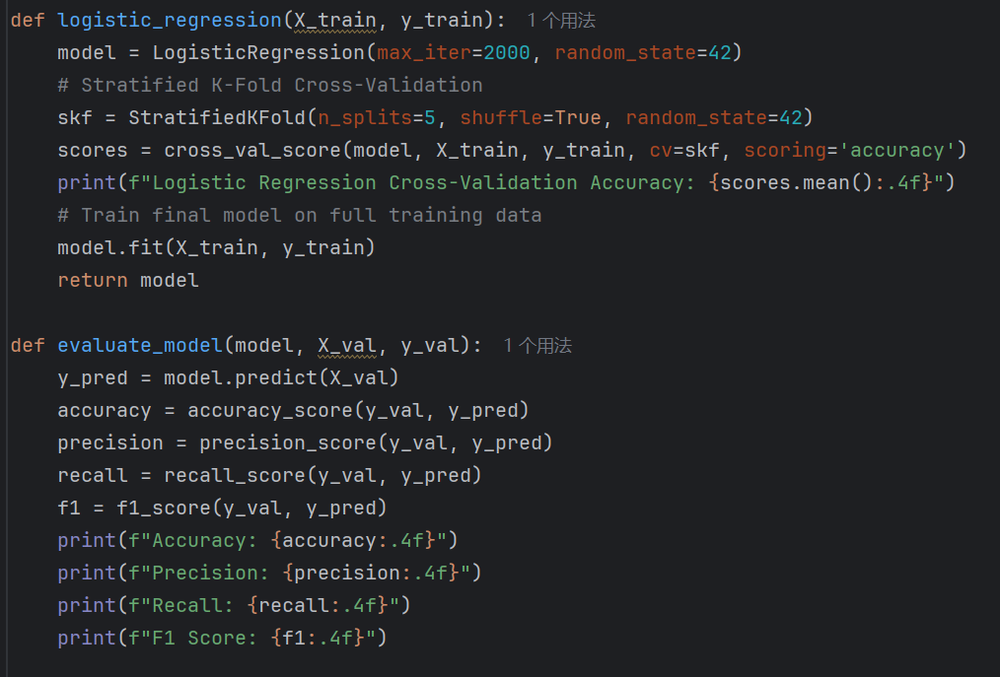 def logistic_regression(X_train, y_train): 1 个用法
    model = LogisticRegression(max_iter=2000, random_state=42)
    # Stratified K-Fold Cross-Validation
    skf = StratifiedKFold(n_splits=5, shuffle=True, random_state=42)
    scores = cross_val_score(model, X_train, y_train, cv=skf, scoring='accuracy')
    print(f"Logistic Regression Cross-Validation Accuracy: {scores.mean():.4f}")
    # Train final model on full training data
    model.fit(X_train, y_train)
    return model

def evaluate_model(model, X_val, y_val): 1 个用法
    y_pred = model.predict(X_val)
    accuracy = accuracy_score(y_val, y_pred)
    precision = precision_score(y_val, y_pred)
    recall = recall_score(y_val, y_pred)
    f1 = f1_score(y_val, y_pred)
    print(f"Accuracy: {accuracy:.4f}")
    print(f"Precision: {precision:.4f}")
    print(f"Recall: {recall:.4f}")
    print(f"F1 Score: {f1:.4f}")